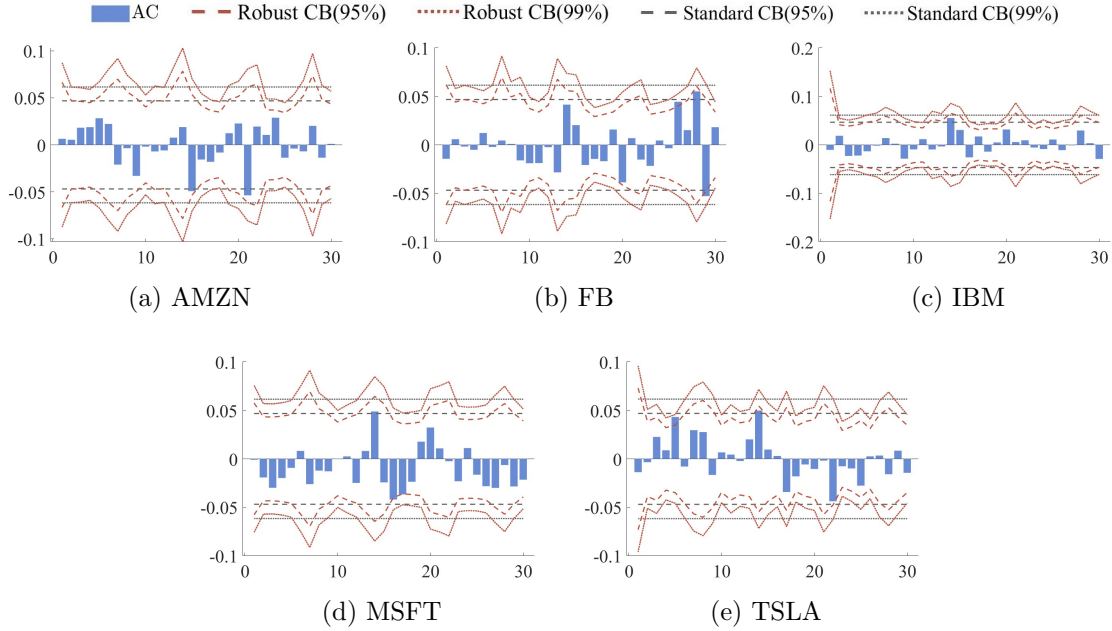 AC Robust CB(95%) Robust CB(99%) Standard CB(95%) Standard CB(99%)
0.1 0.1 0.2
0.05 0.05 0.1
0 0 0
-0.05 -0.05 -0.1
-0.1 -0.1 -0.2
0 10 20 30 0 10 20 30 0 10 20 30
(a) AMZN (b) FB (c) IBM
0.1 0.1
0.05 0.05
0 0
-0.05 -0.05
-0.1 -0.1
0 10 20 30 0 10 20 30
(d) MSFT (e) TSLA